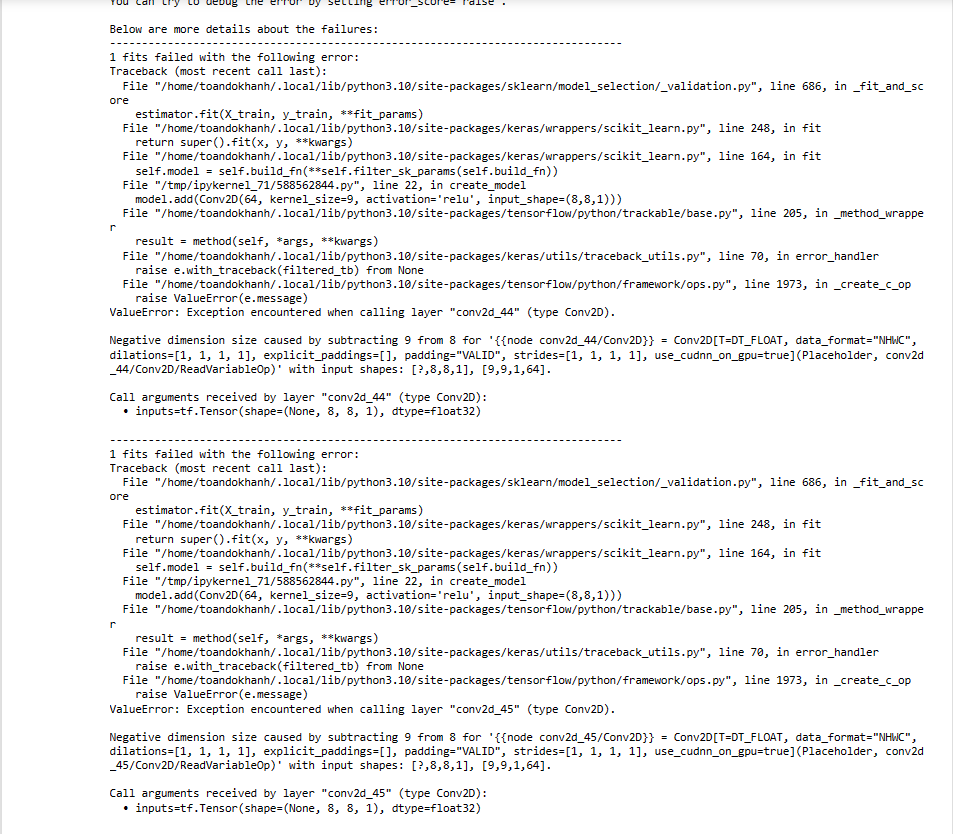 You can try to debug the error by setting error_score='raise'.
Below are more details about the failures:
--------------------------------------------------------------------------------
1 fits failed with the following error:
Traceback (most recent call last):
  File "/home/toandokhanh/.local/lib/python3.10/site-packages/sklearn/model_selection/_validation.py", line 686, in _fit_and_sc
ore
    estimator.fit(X_train, y_train, **fit_params)
  File "/home/toandokhanh/.local/lib/python3.10/site-packages/keras/wrappers/scikit_learn.py", line 248, in fit
    return super().fit(x, y, **kwargs)
  File "/home/toandokhanh/.local/lib/python3.10/site-packages/keras/wrappers/scikit_learn.py", line 164, in fit
    self.model = self.build_fn(**self.filter_sk_params(self.build_fn))
  File "/tmp/ipykernel_71/588562844.py", line 22, in create_model
    model.add(Conv2D(64, kernel_size=9, activation='relu', input_shape=(8,8,1)))
  File "/home/toandokhanh/.local/lib/python3.10/site-packages/tensorflow/python/trackable/base.py", line 205, in _method_wrappe
r
    result = method(self, *args, **kwargs)
  File "/home/toandokhanh/.local/lib/python3.10/site-packages/keras/utils/traceback_utils.py", line 70, in error_handler
    raise e.with_traceback(filtered_tb) from None
  File "/home/toandokhanh/.local/lib/python3.10/site-packages/tensorflow/python/framework/ops.py", line 1973, in _create_c_op
    raise ValueError(e.message)
ValueError: Exception encountered when calling layer "conv2d_44" (type Conv2D).
Negative dimension size caused by subtracting 9 from 8 for '{{node conv2d_44/Conv2D}} = Conv2D[T=DT_FLOAT, data_format="NHWC",
dilations=[1, 1, 1, 1], explicit_paddings=[], padding="VALID", strides=[1, 1, 1, 1], use_cudnn_on_gpu=true](Placeholder, conv2d
_44/Conv2D/ReadVariableOp)' with input shapes: [?,8,8,1], [9,9,1,64].
Call arguments received by layer "conv2d_44" (type Conv2D):
  • inputs=tf.Tensor(shape=(None, 8, 8, 1), dtype=float32)
--------------------------------------------------------------------------------
1 fits failed with the following error:
Traceback (most recent call last):
  File "/home/toandokhanh/.local/lib/python3.10/site-packages/sklearn/model_selection/_validation.py", line 686, in _fit_and_sc
ore
    estimator.fit(X_train, y_train, **fit_params)
  File "/home/toandokhanh/.local/lib/python3.10/site-packages/keras/wrappers/scikit_learn.py", line 248, in fit
    return super().fit(x, y, **kwargs)
  File "/home/toandokhanh/.local/lib/python3.10/site-packages/keras/wrappers/scikit_learn.py", line 164, in fit
    self.model = self.build_fn(**self.filter_sk_params(self.build_fn))
  File "/tmp/ipykernel_71/588562844.py", line 22, in create_model
    model.add(Conv2D(64, kernel_size=9, activation='relu', input_shape=(8,8,1)))
  File "/home/toandokhanh/.local/lib/python3.10/site-packages/tensorflow/python/trackable/base.py", line 205, in _method_wrappe
r
    result = method(self, *args, **kwargs)
  File "/home/toandokhanh/.local/lib/python3.10/site-packages/keras/utils/traceback_utils.py", line 70, in error_handler
    raise e.with_traceback(filtered_tb) from None
  File "/home/toandokhanh/.local/lib/python3.10/site-packages/tensorflow/python/framework/ops.py", line 1973, in _create_c_op
    raise ValueError(e.message)
ValueError: Exception encountered when calling layer "conv2d_45" (type Conv2D).
Negative dimension size caused by subtracting 9 from 8 for '{{node conv2d_45/Conv2D}} = Conv2D[T=DT_FLOAT, data_format="NHWC",
dilations=[1, 1, 1, 1], explicit_paddings=[], padding="VALID", strides=[1, 1, 1, 1], use_cudnn_on_gpu=true](Placeholder, conv2d
_45/Conv2D/ReadVariableOp)' with input shapes: [?,8,8,1], [9,9,1,64].
Call arguments received by layer "conv2d_45" (type Conv2D):
  • inputs=tf.Tensor(shape=(None, 8, 8, 1), dtype=float32)